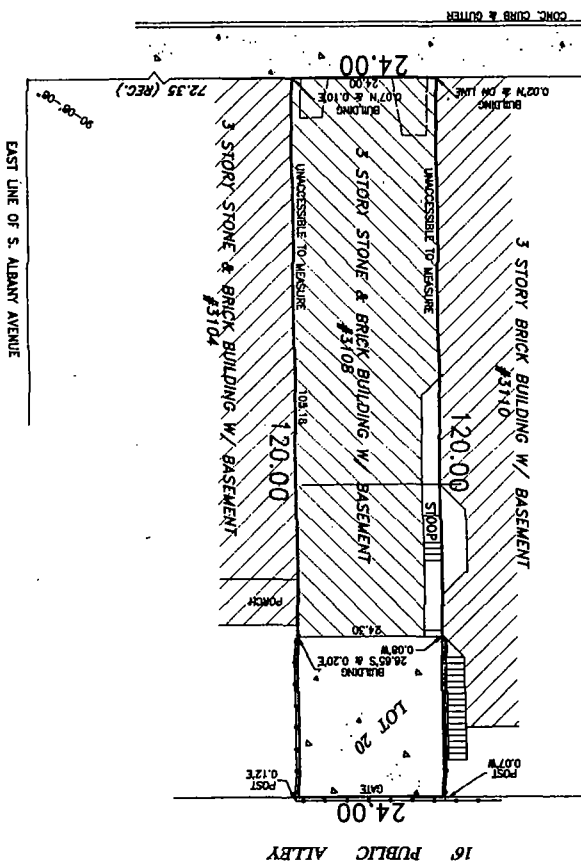 CONC. CURB & GUTTER
24.00
72.35 (REC.)
90-08'-08"
24.00
BUILDING
0.07'N & 0.10'E
BUILDING
0.02'N & ON LINE
EAST LINE OF S. ALBANY AVENUE
3 STORY STONE & BRICK BUILDING W/ BASEMENT
#3104
UNACCESSIBLE TO MEASURE
105.18
120.00
3 STORY STONE & BRICK BUILDING W/ BASEMENT
#3108
UNACCESSIBLE TO MEASURE
3 STORY BRICK BUILDING W/ BASEMENT
#3110
120.00
STOOP
PORCH
24.30
BUILDING
26.65'S & 0.20'E
0.08'W
LOT 20
POST
0.12'E
GATE
POST
0.07'W
24.00
16' PUBLIC ALLEY